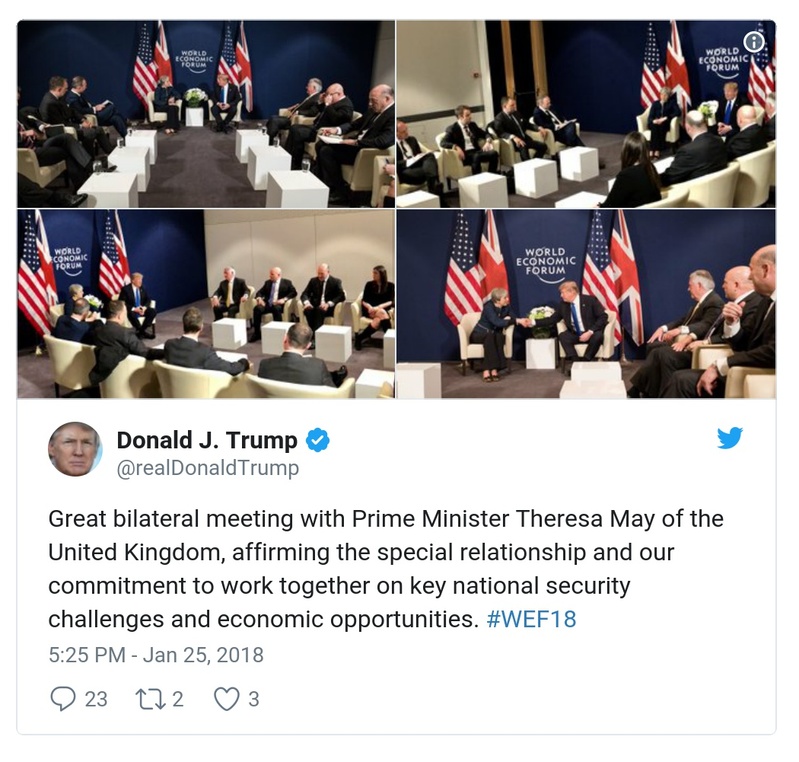 WORLD
ECONOMIC
FORUM
WORLD
ECONOMIC
FORUM
WORLD
ECONOMIC
FORUM
WORLD
ECONOMIC
FORUM
Donald J. Trump
@realDonaldTrump
Great bilateral meeting with Prime Minister Theresa May of the
United Kingdom, affirming the special relationship and our
commitment to work together on key national security
challenges and economic opportunities. #WEF18
5:25 PM - Jan 25, 2018
23 2 3